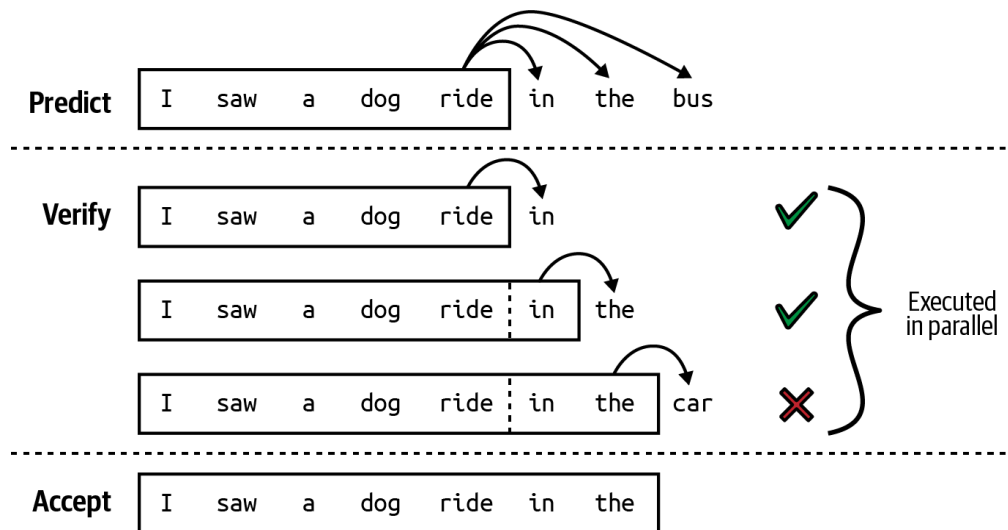 Predict I saw a dog ride in the bus
Verify I saw a dog ride in
I saw a dog ride in the
I saw a dog ride in the car
Executed
in parallel
Accept I saw a dog ride in the